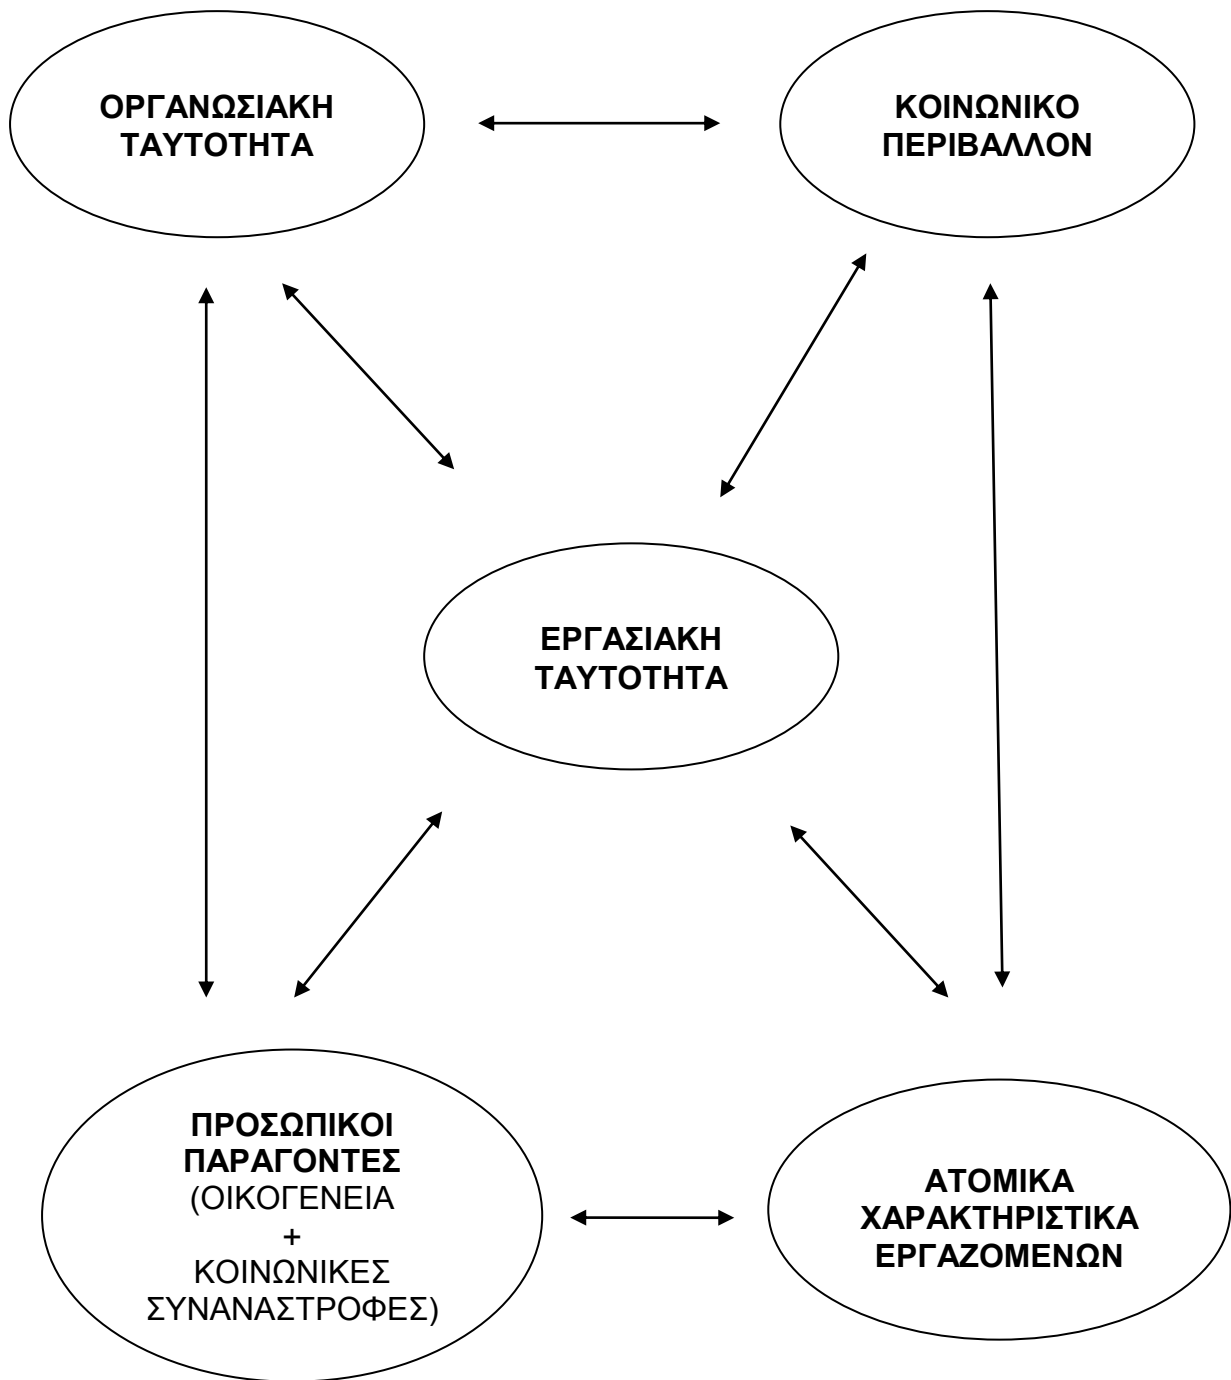 ΟΡΓΑΝΩΣΙΑΚΗ
ΤΑΥΤΟΤΗΤΑ
ΚΟΙΝΩΝΙΚΟ
ΠΕΡΙΒΑΛΛΟΝ
ΕΡΓΑΣΙΑΚΗ
ΤΑΥΤΟΤΗΤΑ
ΠΡΟΣΩΠΙΚΟΙ
ΠΑΡΑΓΟΝΤΕΣ
(ΟΙΚΟΓΕΝΕΙΑ
+
ΚΟΙΝΩΝΙΚΕΣ
ΣΥΝΑΝΑΣΤΡΟΦΕΣ)
ΑΤΟΜΙΚΑ
ΧΑΡΑΚΤΗΡΙΣΤΙΚΑ
ΕΡΓΑΖΟΜΕΝΩΝ